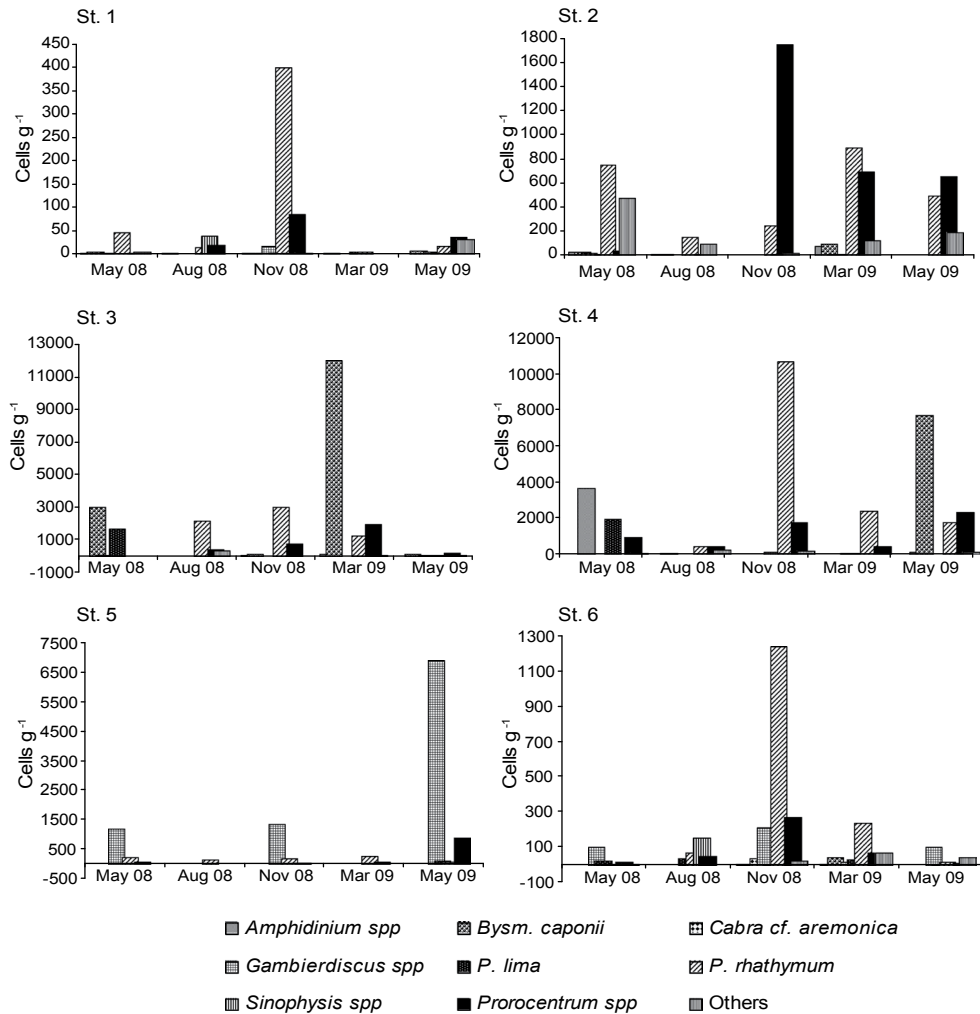 St. 1
450
400
350
300
250
200
150
100
50
0
Cells g⁻¹
May 08 Aug 08 Nov 08 Mar 09 May 09
St. 2
1800
1600
1400
1200
1000
800
600
400
200
0
Cells g⁻¹
May 08 Aug 08 Nov 08 Mar 09 May 09
St. 3
13000
11000
9000
7000
5000
3000
1000
-1000
Cells g⁻¹
May 08 Aug 08 Nov 08 Mar 09 May 09
St. 4
12000
10000
8000
6000
4000
2000
0
Cells g⁻¹
May 08 Aug 08 Nov 08 Mar 09 May 09
St. 5
7500
6500
5500
4500
3500
2500
1500
500
-500
Cells g⁻¹
May 08 Aug 08 Nov 08 Mar 09 May 09
St. 6
1300
1100
900
700
500
300
100
-100
Cells g⁻¹
May 08 Aug 08 Nov 08 Mar 09 May 09
Amphidinium spp Bysm. caponii Cabra cf. aremonica
Gambierdiscus spp P. lima P. rhathymum
Sinophysis spp Prorocentrum spp Others